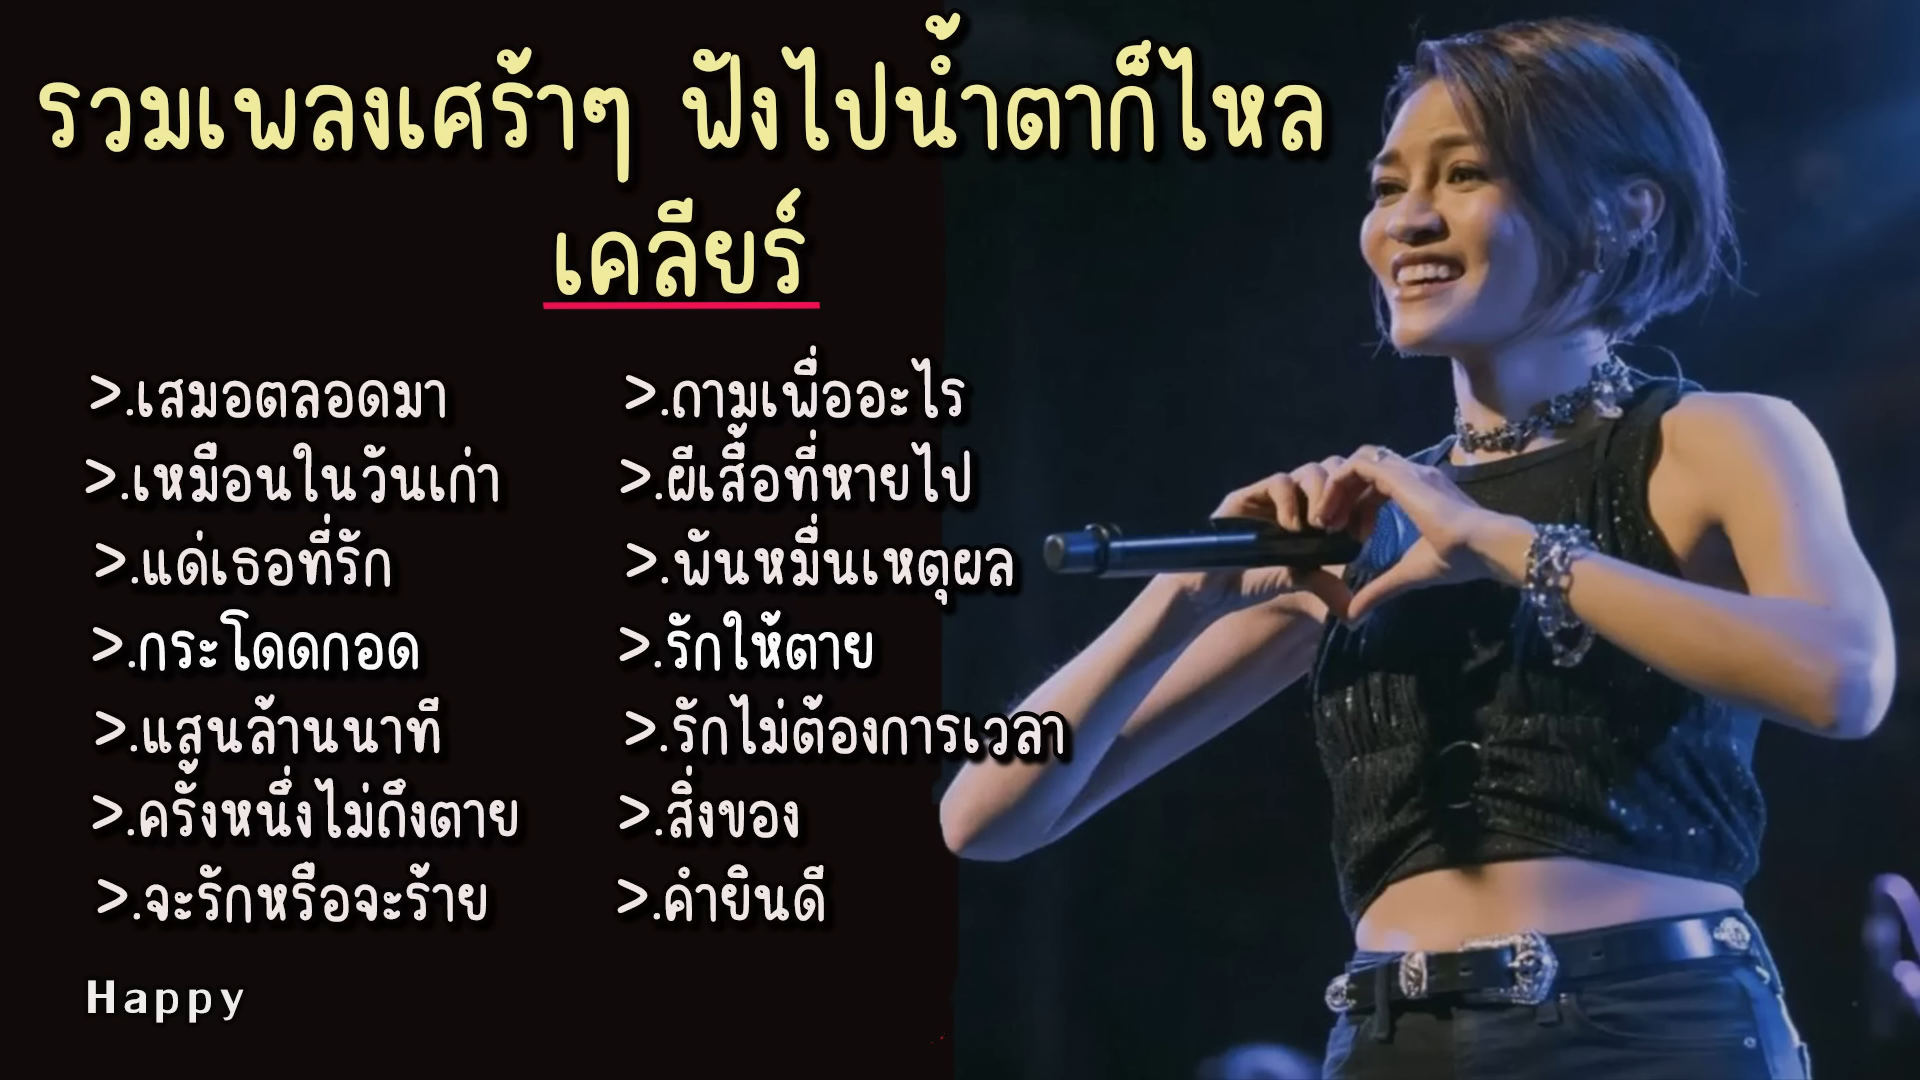 รวมเพลงเศร้าๆ ฟังไปน้ำตาก็ไหล
เคลียร์
>.เสมอตลอดมา
>.เหมือนในวันเก่า
>.แด่เธอที่รัก
>.กระโดดกอด
>.แสนล้านนาที
>.ครั้งหนึ่งไม่ถึงตาย
>.จะรักหรือจะร้าย
>.ถามเพื่ออะไร
>.ผีเสื้อที่หายไป
>.พันหมื่นเหตุผล
>.รักให้ตาย
>.รักไม่ต้องการเวลา
>.สิ่งของ
>.คำยินดี
Happy